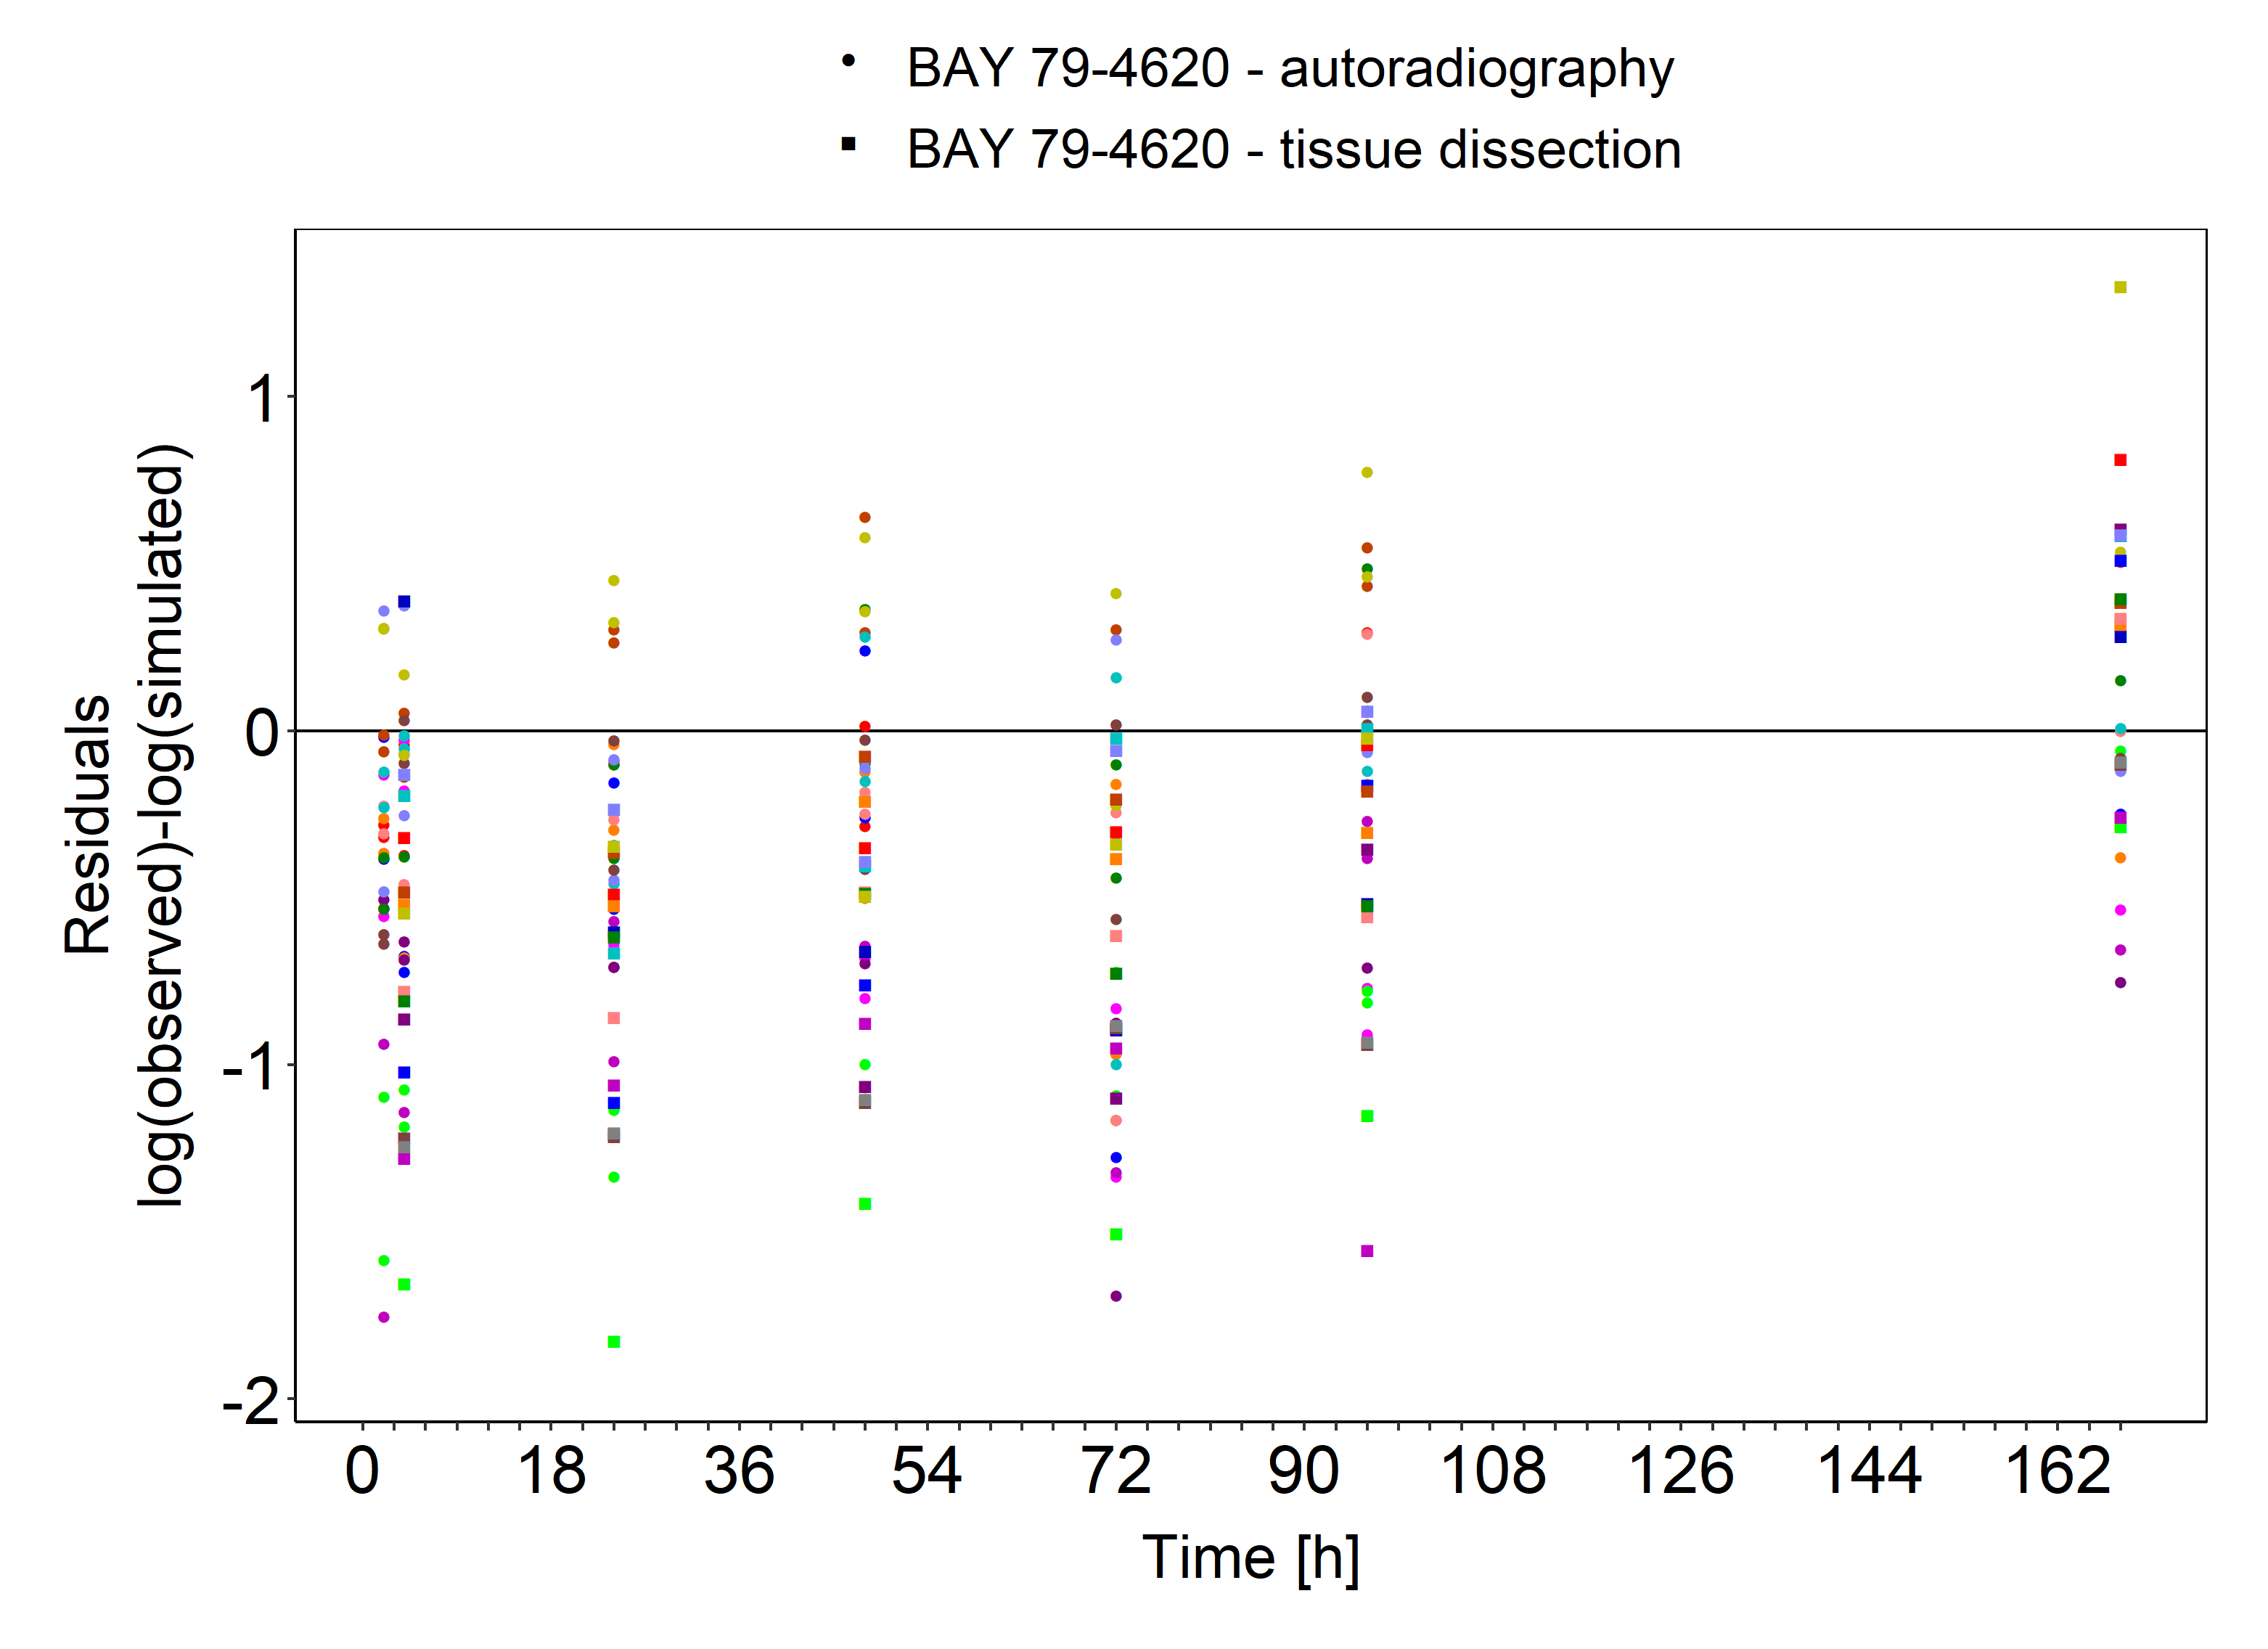 BAY 79-4620 - autoradiography
BAY 79-4620 - tissue dissection
Residuals
log(observed)-log(simulated)
1
0
-1
-2
0 18 36 54 72 90 108 126 144 162
Time [h]